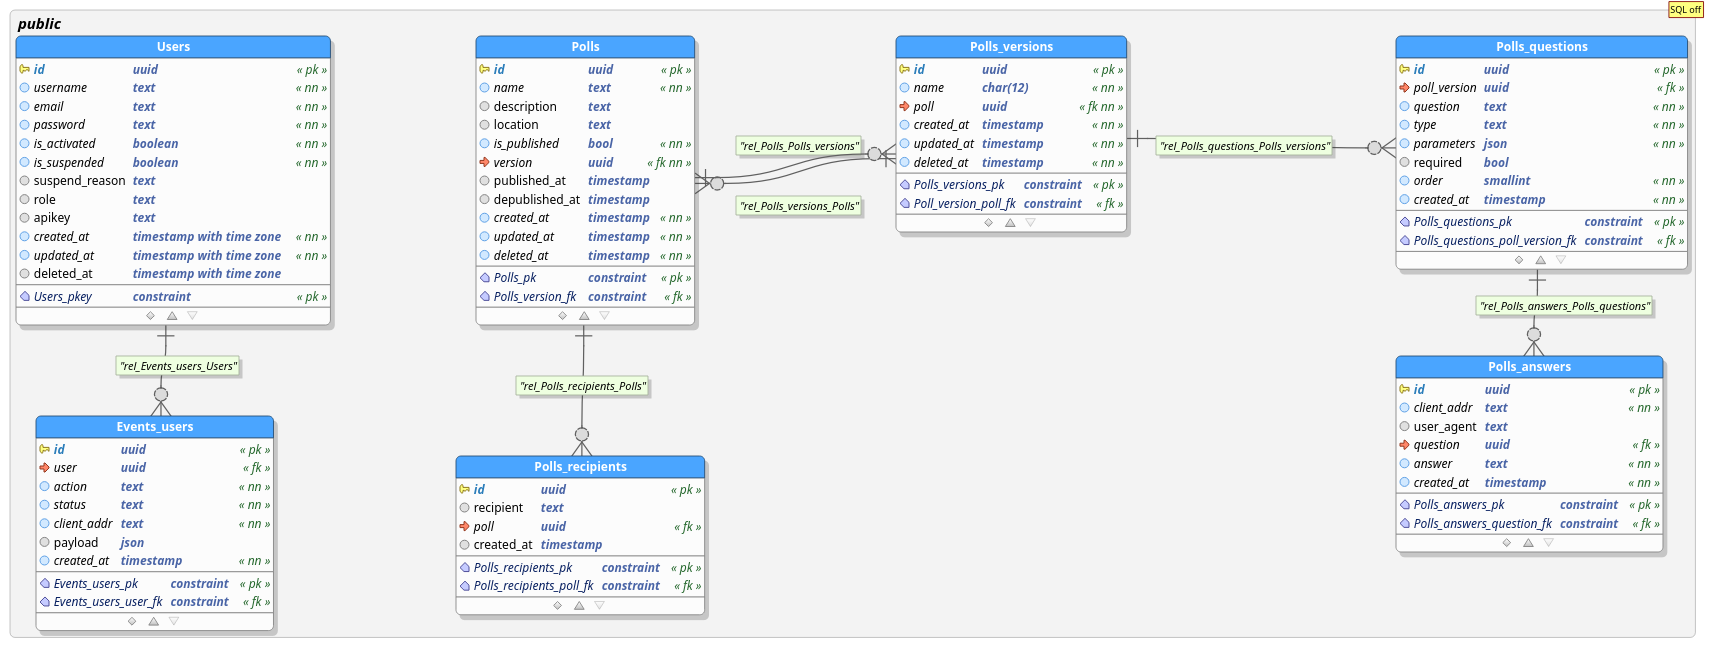 SQL off
public
Users
id uuid « pk »
username text « nn »
email text « nn »
password text « nn »
is_activated boolean « nn »
is_suspended boolean « nn »
suspend_reason text
role text
apikey text
created_at timestamp with time zone « nn »
updated_at timestamp with time zone « nn »
deleted_at timestamp with time zone
Users_pkey constraint « pk »
"rel_Events_users_Users"
Events_users
id uuid « pk »
user uuid « fk »
action text « nn »
status text « nn »
client_addr text « nn »
payload json
created_at timestamp « nn »
Events_users_pk constraint « pk »
Events_users_user_fk constraint « fk »
Polls
id uuid « pk »
name text « nn »
description text
location text
is_published bool « nn »
version uuid « fk nn »
published_at timestamp
depublished_at timestamp
created_at timestamp « nn »
updated_at timestamp « nn »
deleted_at timestamp « nn »
Polls_pk constraint « pk »
Polls_version_fk constraint « fk »
"rel_Polls_recipients_Polls"
Polls_recipients
id uuid « pk »
recipient text
poll uuid « fk »
created_at timestamp
Polls_recipients_pk constraint « pk »
Polls_recipients_poll_fk constraint « fk »
"rel_Polls_Polls_versions"
"rel_Polls_versions_Polls"
Polls_versions
id uuid « pk »
name char(12) « nn »
poll uuid « fk nn »
created_at timestamp « nn »
updated_at timestamp « nn »
deleted_at timestamp « nn »
Polls_versions_pk constraint « pk »
Poll_version_poll_fk constraint « fk »
"rel_Polls_questions_Polls_versions"
Polls_questions
id uuid « pk »
poll_version uuid « fk »
question text « nn »
type text « nn »
parameters json « nn »
required bool
order smallint « nn »
created_at timestamp « nn »
Polls_questions_pk constraint « pk »
Polls_questions_poll_version_fk constraint « fk »
"rel_Polls_answers_Polls_questions"
Polls_answers
id uuid « pk »
client_addr text « nn »
user_agent text
question uuid « fk »
answer text « nn »
created_at timestamp « nn »
Polls_answers_pk constraint « pk »
Polls_answers_question_fk constraint « fk »